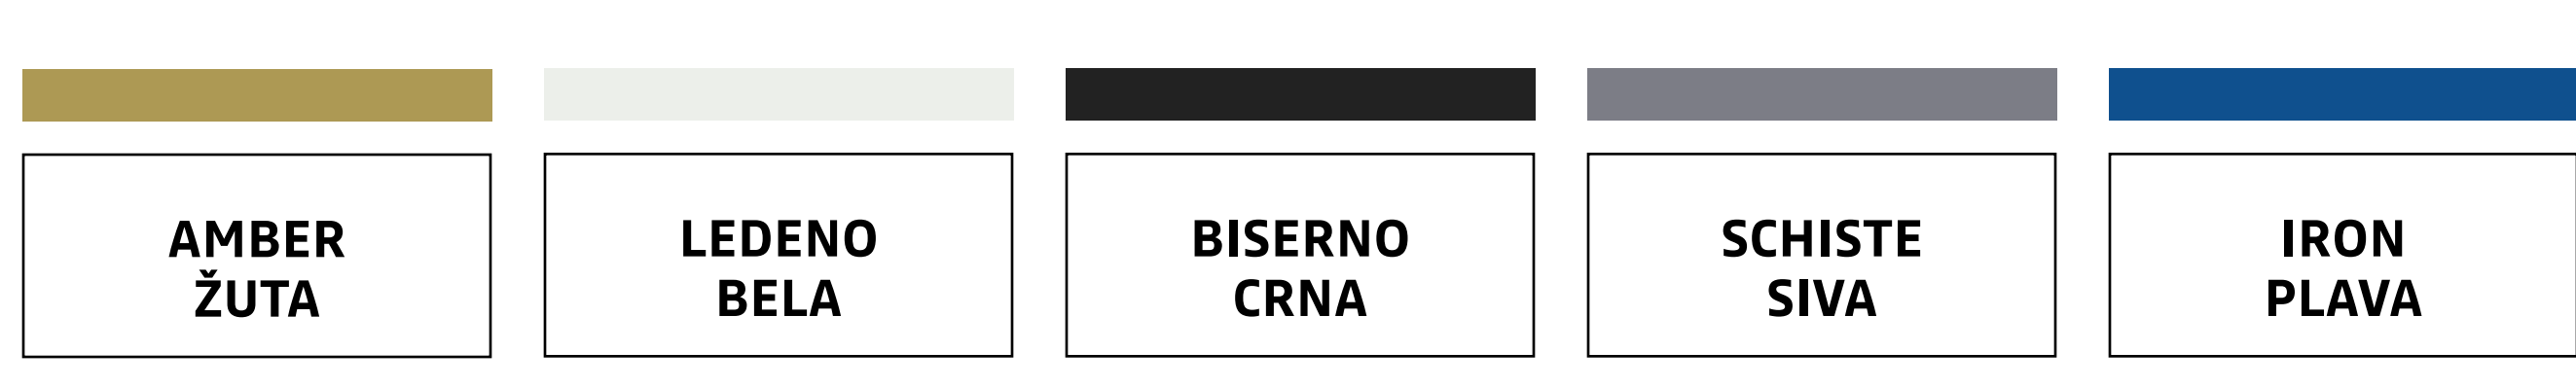 AMBER
ŽUTA
LEDENO
BELA
BISERNO
CRNA
SCHISTE
SIVA
IRON
PLAVA